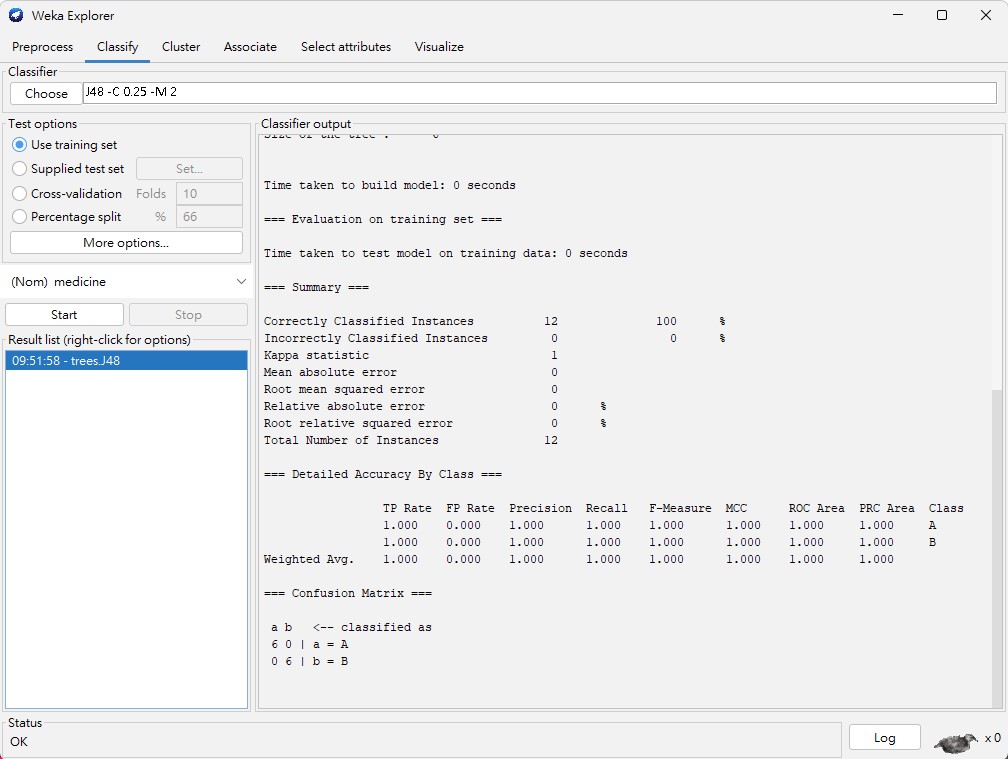 Weka Explorer
Preprocess Classify Cluster Associate Select attributes Visualize
Classifier
Choose J48 -C 0.25 -M 2
Test options
Use training set
Supplied test set Set...
Cross-validation Folds 10
Percentage split % 66
More options...
(Nom) medicine
Start Stop
Result list (right-click for options)
09:51:58 - trees.J48
Classifier output
Size of the tree :
Time taken to build model: 0 seconds
=== Evaluation on training set ===
Time taken to test model on training data: 0 seconds
=== Summary ===
Correctly Classified Instances 12 100 %
Incorrectly Classified Instances 0 0 %
Kappa statistic 1
Mean absolute error 0
Root mean squared error 0
Relative absolute error 0 %
Root relative squared error 0 %
Total Number of Instances 12
=== Detailed Accuracy By Class ===
TP Rate FP Rate Precision Recall F-Measure MCC ROC Area PRC Area Class
1.000 0.000 1.000 1.000 1.000 1.000 1.000 1.000 A
1.000 0.000 1.000 1.000 1.000 1.000 1.000 1.000 B
Weighted Avg. 1.000 0.000 1.000 1.000 1.000 1.000 1.000 1.000
=== Confusion Matrix ===
a b <-- classified as
6 0 | a = A
0 6 | b = B
Status
OK
Log
x 0